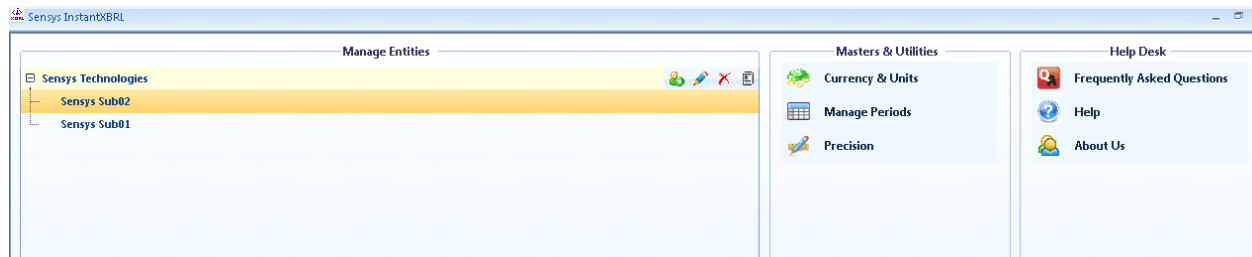 Sensys InstantXBRL
Manage Entities
Sensys Technologies
Sensys Sub02
Sensys Sub01
Masters & Utilities
Currency & Units
Manage Periods
Precision
Help Desk
Frequently Asked Questions
Help
About Us